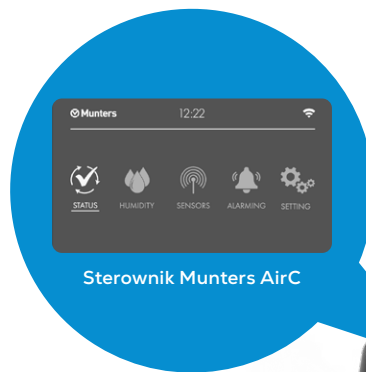 Munters 12:22
STATUS HUMIDITY SENSORS ALARMING SETTING
Sterownik Munters AirC